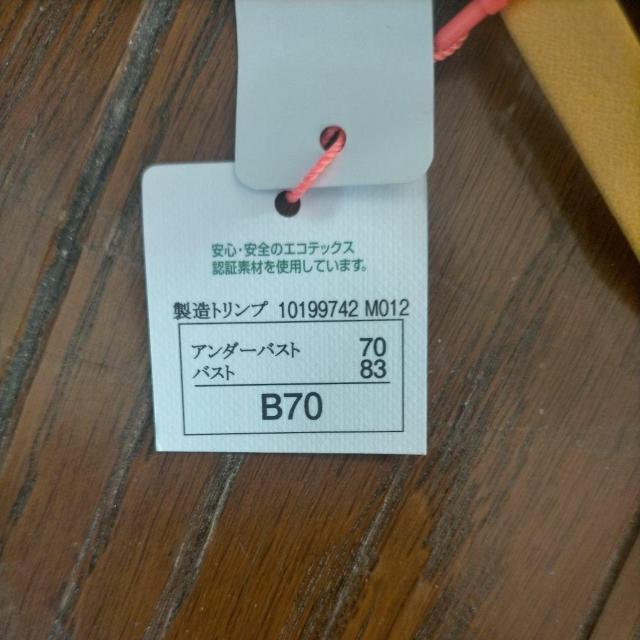 安心・安全のエコテックス
認証素材を使用しています。
製造トリンプ 10199742 M012
アンダーバスト 70
バスト 83
B70